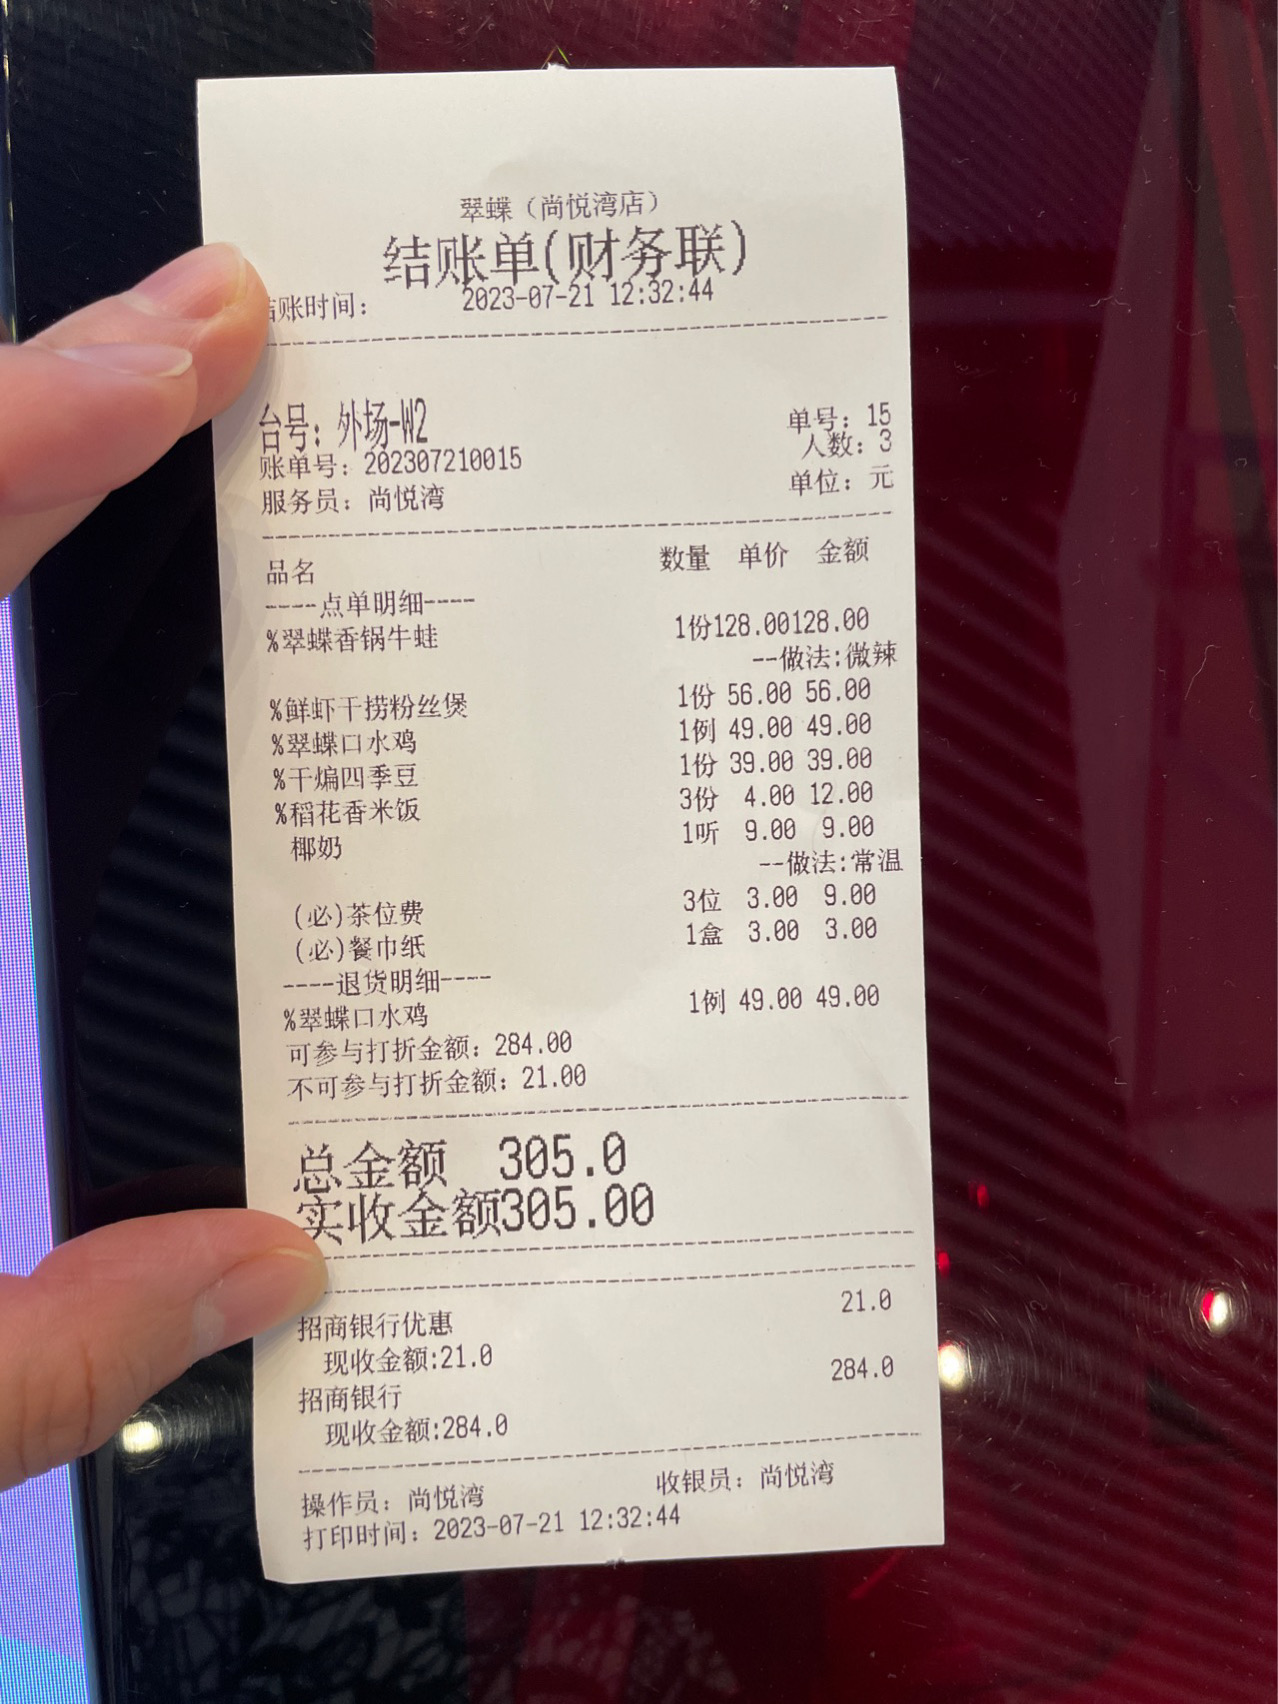 翠蝶（尚悦湾店）
结账单(财务联)
结账时间： 2023-07-21 12:32:44
台号：外场-W2 单号：15
人数：3
账单号：202307210015
服务员：尚悦湾 单位：元
品名 数量 单价 金额
----点单明细----
%翠蝶香锅牛蛙 1份128.00128.00
--做法:微辣
%鲜虾干捞粉丝煲 1份 56.00 56.00
%翠蝶口水鸡 1例 49.00 49.00
%干煸四季豆 1份 39.00 39.00
%稻花香米饭 3份 4.00 12.00
椰奶 1听 9.00 9.00
--做法:常温
(必)茶位费 3位 3.00 9.00
(必)餐巾纸 1盒 3.00 3.00
----退货明细----
%翠蝶口水鸡 1例 49.00 49.00
可参与打折金额：284.00
不可参与打折金额：21.00
总金额 305.0
实收金额305.00
招商银行优惠 21.0
现收金额:21.0
招商银行 284.0
现收金额:284.0
操作员：尚悦湾 收银员：尚悦湾
打印时间：2023-07-21 12:32:44